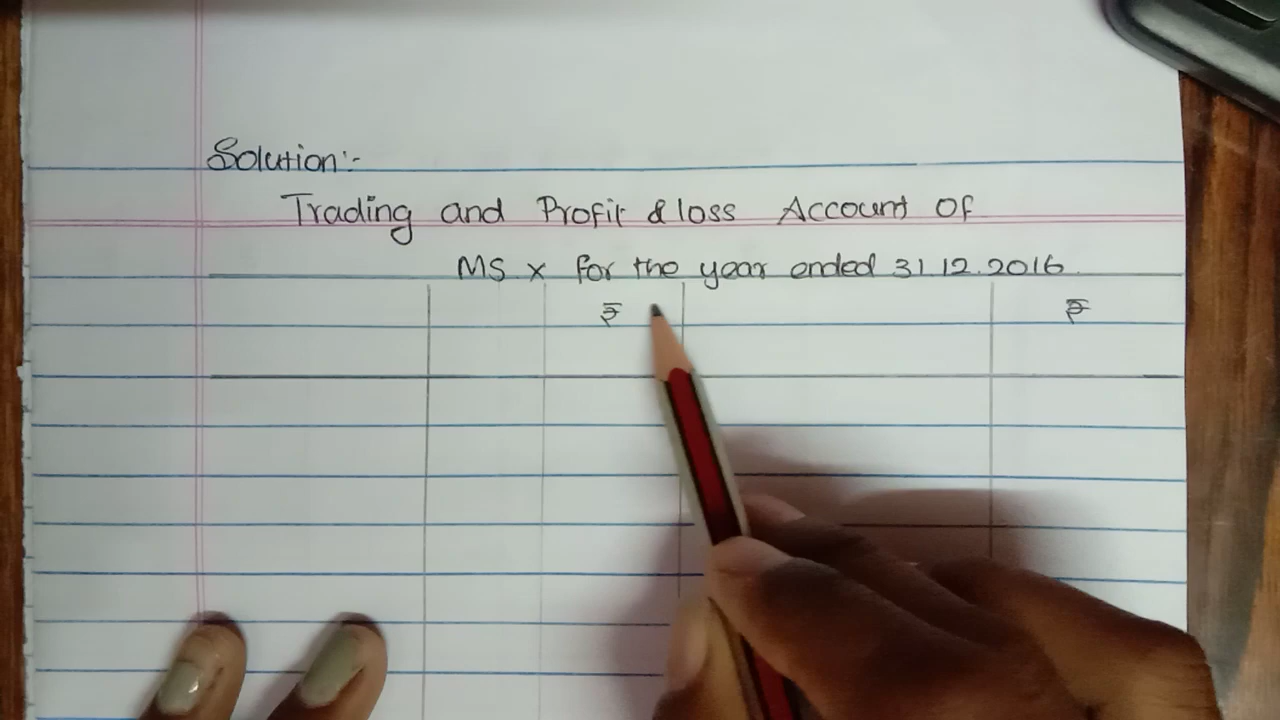 Solution:-
Trading and Profit & loss Account of
MS X for the year ended 31.12.2016
₹ ₹